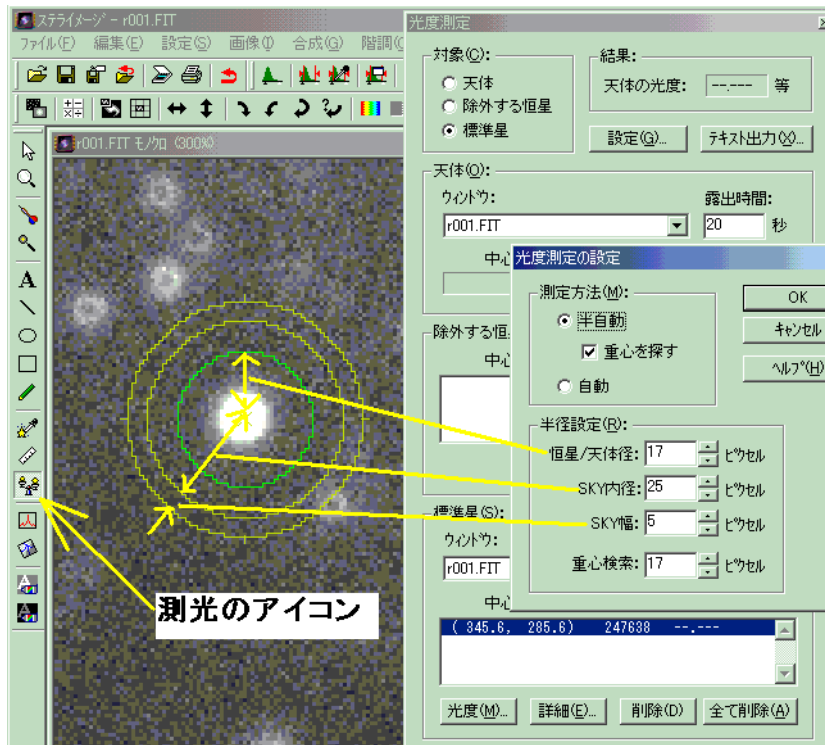 ステライメージ - r001.FIT
ファイル(F) 編集(E) 設定(S) 画像(I) 合成(G)
r001.FIT モノクロ (300%)
A
測光のアイコン
光度測定
対象(C):
天体
除外する恒星
標準星
結果:
天体の光度: --.--- 等
設定(G)... テキスト出力(X)...
天体(O):
ウィンドウ: 露出時間:
r001.FIT 20 秒
除外する恒
標準星(S):
ウィンドウ:
r001.FIT
( 345.6, 285.6) 247638 --.---
光度(M)... 詳細(E)... 削除(D) 全て削除(A)
光度測定の設定
測定方法(M):
半自動
重心を探す
自動
OK
キャンセル
ヘルプ(H)
半径設定(R):
恒星/天体径: 17 ピクセル
SKY内径: 25 ピクセル
SKY幅: 5 ピクセル
重心検索: 17 ピクセル